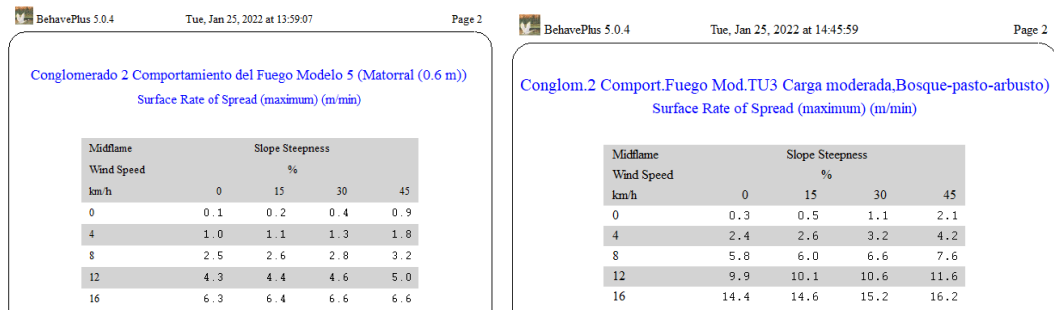 BehavePlus 5.0.4 Tue, Jan 25, 2022 at 13:59:07 Page 2
Conglomerado 2 Comportamiento del Fuego Modelo 5 (Matorral (0.6 m))
Surface Rate of Spread (maximum) (m/min)
Midflame Slope Steepness
Wind Speed %
km/h 0 15 30 45
0 0.1 0.2 0.4 0.9
4 1.0 1.1 1.3 1.8
8 2.5 2.6 2.8 3.2
12 4.3 4.4 4.6 5.0
16 6.3 6.4 6.6 6.6
BehavePlus 5.0.4 Tue, Jan 25, 2022 at 14:45:59 Page 2
Conglom.2 Comport.Fuego Mod.TU3 Carga moderada,Bosque-pasto-arbusto)
Surface Rate of Spread (maximum) (m/min)
Midflame Slope Steepness
Wind Speed %
km/h 0 15 30 45
0 0.3 0.5 1.1 2.1
4 2.4 2.6 3.2 4.2
8 5.8 6.0 6.6 7.6
12 9.9 10.1 10.6 11.6
16 14.4 14.6 15.2 16.2